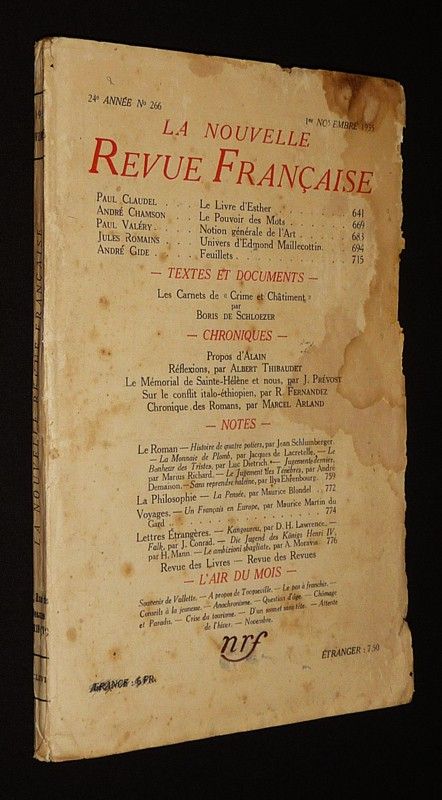 24e ANNÉE No 266
1er NOVEMBRE 1935
LA NOUVELLE
REVUE FRANÇAISE
PAUL CLAUDEL . . . Le Livre d'Esther . . . . . . 641
ANDRÉ CHAMSON . . . Le Pouvoir des Mots . . . . . 669
PAUL VALÉRY. . . . Notion générale de l'Art . . . . 683
JULES ROMAINS . . . Univers d'Edmond Maillecottin. . 694
ANDRÉ GIDE . . . . Feuillets . . . . . . . . 715
— TEXTES ET DOCUMENTS —
Les Carnets de « Crime et Châtiment »
par
BORIS DE SCHLOEZER
— CHRONIQUES —
Propos d'ALAIN
Réflexions, par ALBERT THIBAUDET
Le Mémorial de Sainte-Hélène et nous, par J. PRÉVOST
Sur le conflit italo-éthiopien, par R. FERNANDEZ
Chronique des Romans, par MARCEL ARLAND
— NOTES —
Le Roman — Histoire de quatre potiers, par Jean Schlumberger.
— La Monnaie de Plomb, par Jacques de Lacretelle. — Le
Bonheur des Tristes, par Luc Dietrich. — Jugement dernier,
par Marius Richard. — Le Jugement des Ténèbres, par André
Demaison. — Sans reprendre haleine, par Ilya Ehrenbourg. 759
La Philosophie — La Pensée, par Maurice Blondel . . 772
Voyages. — Un Français en Europe, par Maurice Martin du
Gard . . . . . . . . . . . . 774
Lettres Étrangères. — Kangourou, par D. H. Lawrence. —
Falk, par J. Conrad. — Die Jugend des Königs Henri IV,
par H. Mann. — Le ambizioni sbagliate, par A. Moravia. 776
Revue des Livres — Revue des Revues
— L'AIR DU MOIS —
Souvenir de Vallette. — A propos de Tocqueville. — Le pas à franchir. —
Conseils à la jeunesse. — Anachronisme. — Question d'âge. — Chômage
et Paradis. — Crise du tourisme. — D'un sonnet sans tête. — Attente
de l'hiver. — Novembre.
nrf
FRANCE : 6 FR.
ÉTRANGER : 7,50
LA NOUVELLE REVUE FRANÇAISE